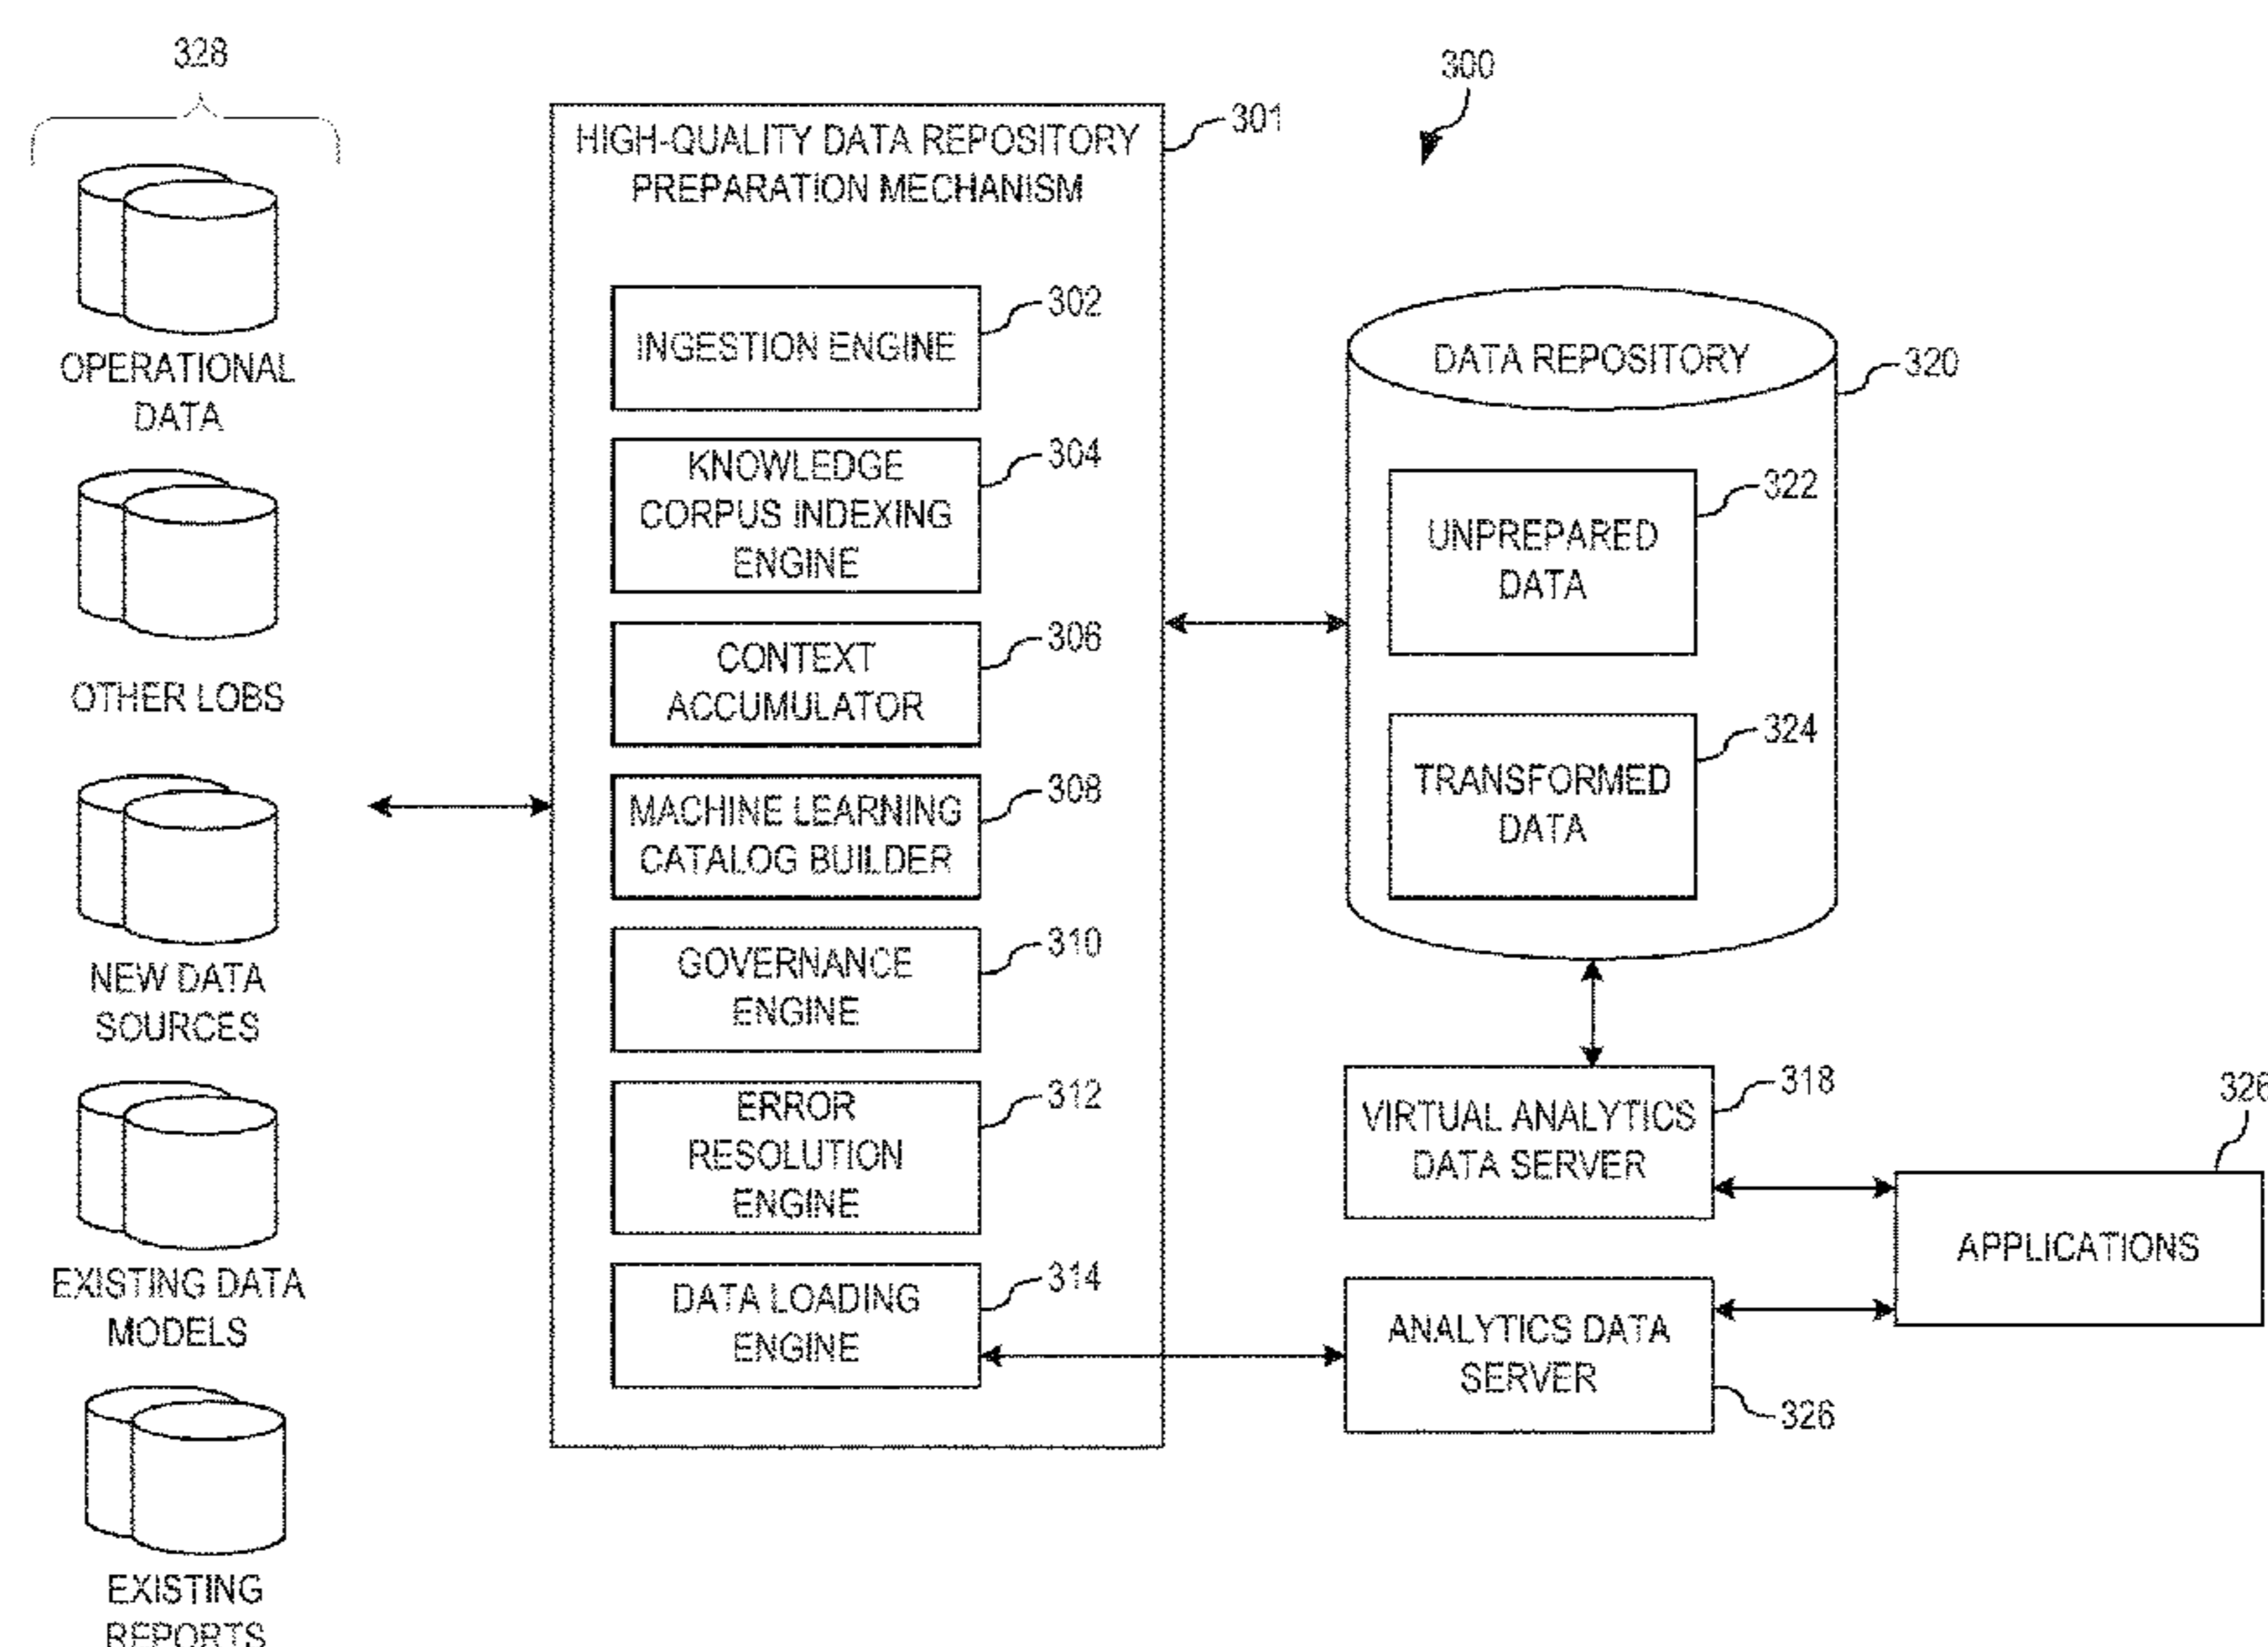 328
OPERATIONAL
DATA
OTHER LOBS
NEW DATA
SOURCES
EXISTING DATA
MODELS
EXISTING
REPORTS
300
301
HIGH-QUALITY DATA REPOSITORY
PREPARATION MECHANISM
302
INGESTION ENGINE
304
KNOWLEDGE
CORPUS INDEXING
ENGINE
306
CONTEXT
ACCUMULATOR
308
MACHINE LEARNING
CATALOG BUILDER
310
GOVERNANCE
ENGINE
312
ERROR
RESOLUTION
ENGINE
314
DATA LOADING
ENGINE
DATA REPOSITORY
320
322
UNPREPARED
DATA
324
TRANSFORMED
DATA
318
VIRTUAL ANALYTICS
DATA SERVER
326
APPLICATIONS
ANALYTICS DATA
SERVER
326